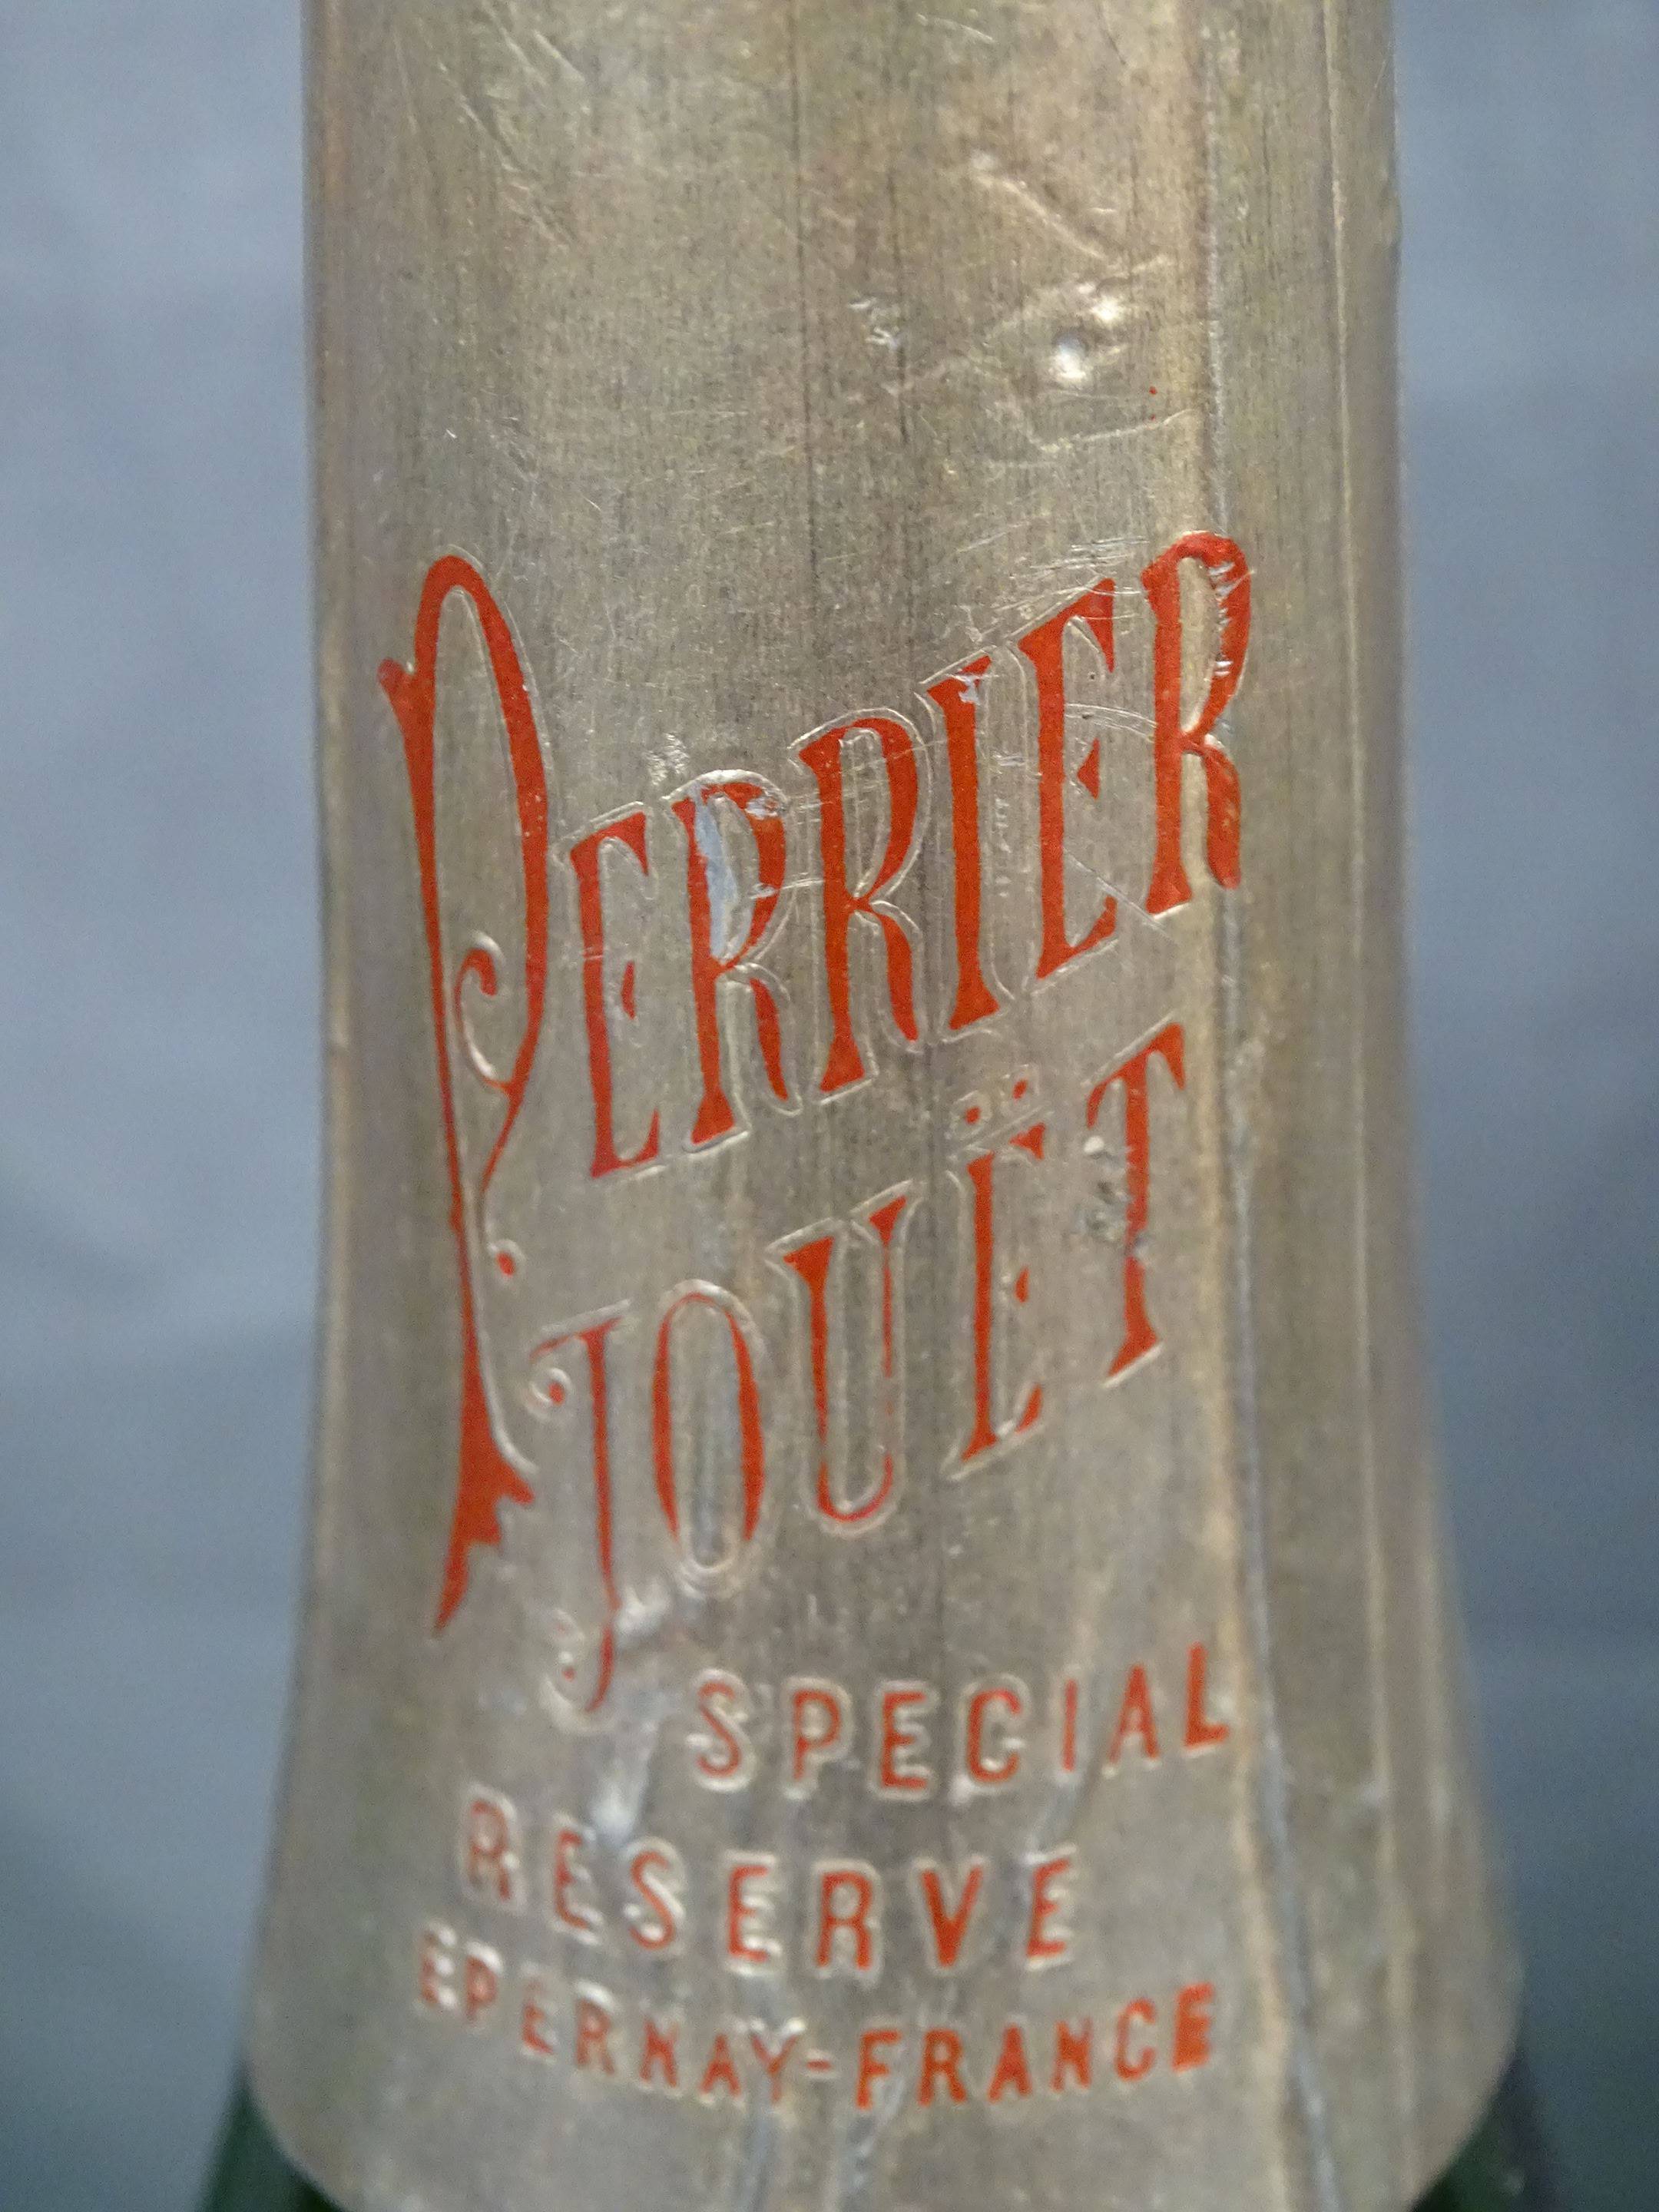 PERRIER
JOUËT
SPECIAL
RESERVE
EPERNAY-FRANCE